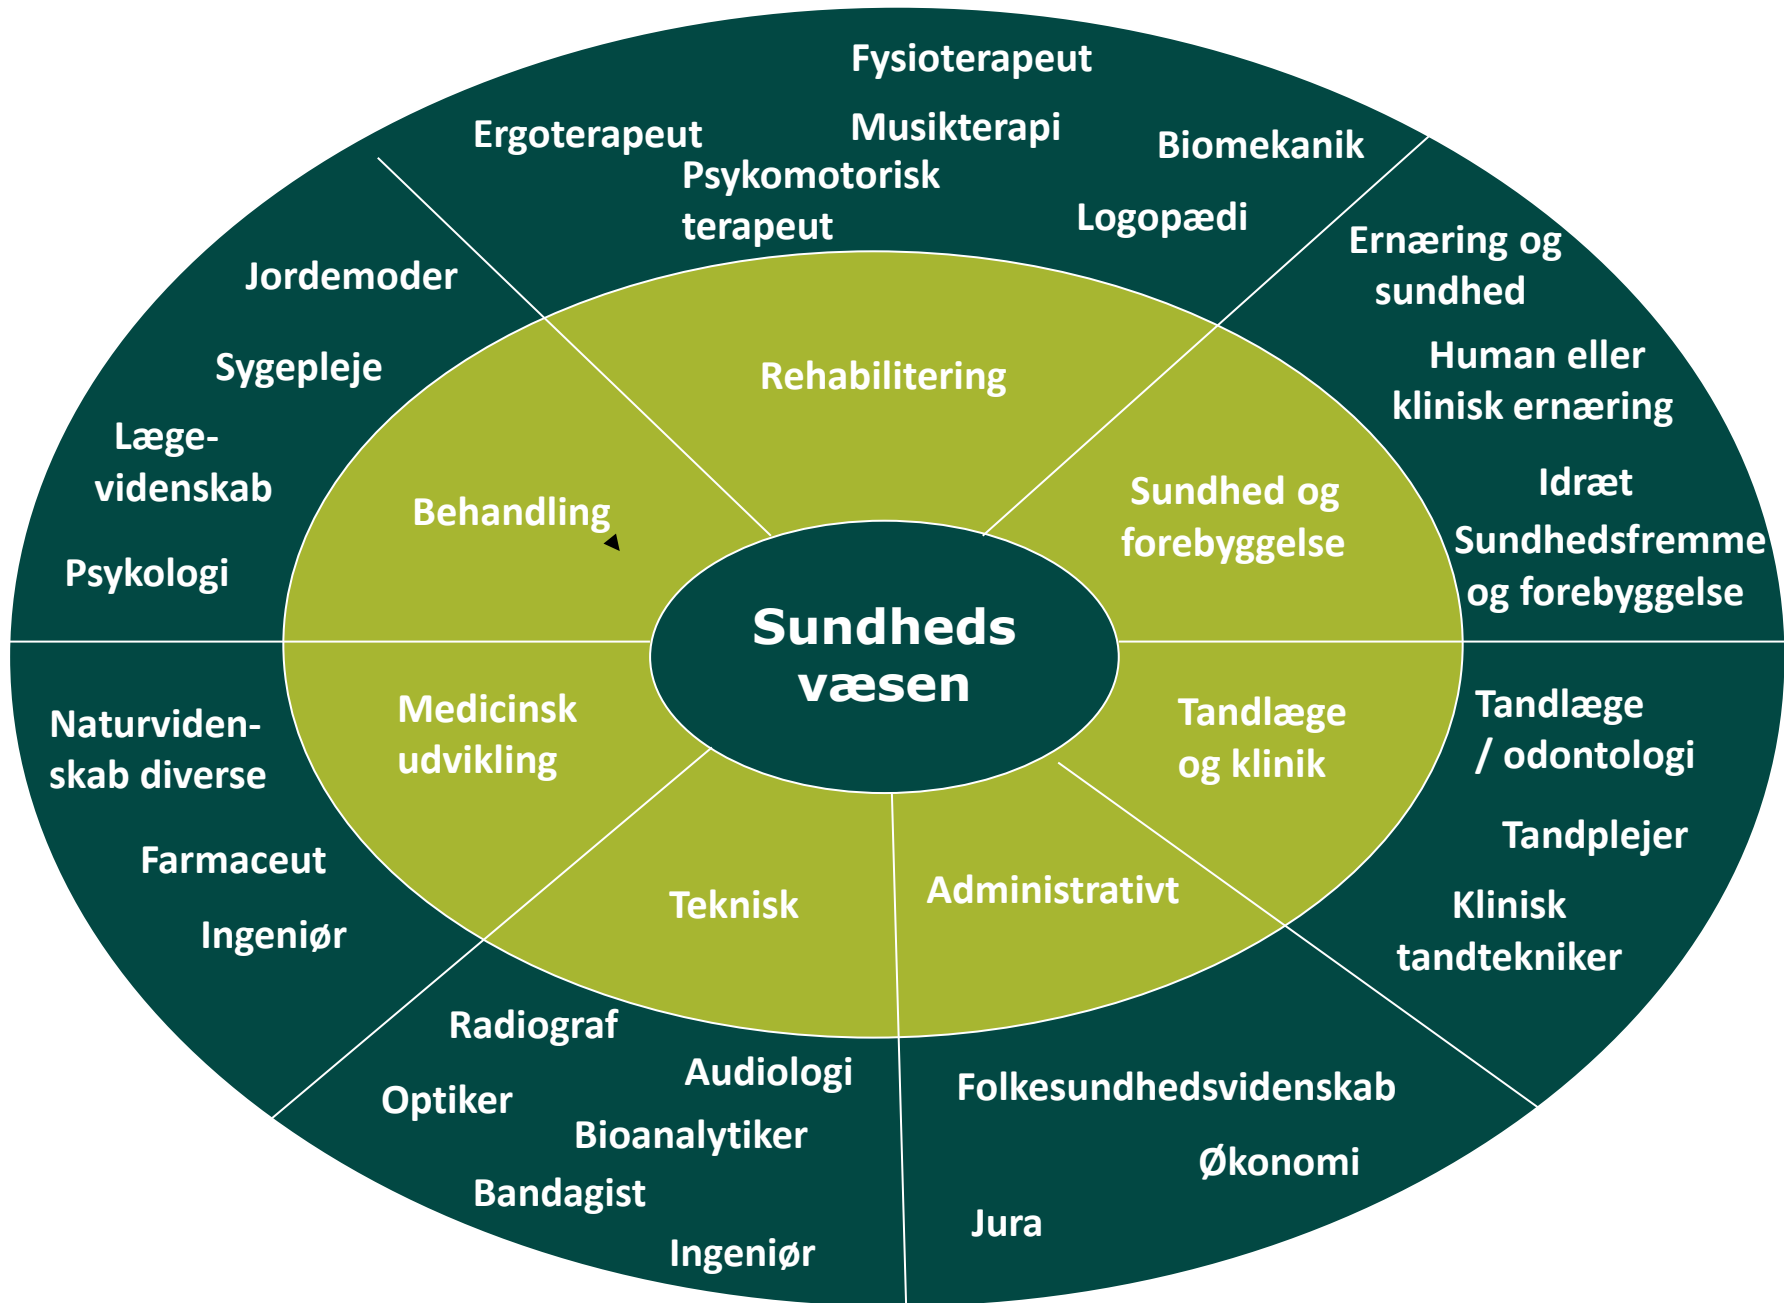 Fysioterapeut
Ergoterapeut
Musikterapi
Biomekanik
Psykomotorisk
terapeut
Logopædi
Ernæring og
sundhed
Human eller
klinisk ernæring
Idræt
Sundhedsfremme
og forebyggelse
Jordemoder
Sygepleje
Læge-
videnskab
Psykologi
Rehabilitering
Behandling
Sundhed og
forebyggelse
Sundheds
væsen
Medicinsk
udvikling
Tandlæge
og klinik
Teknisk
Administrativt
Naturviden-
skab diverse
Farmaceut
Ingeniør
Tandlæge
/ odontologi
Tandplejer
Klinisk
tandtekniker
Radiograf
Audiologi
Optiker
Bioanalytiker
Bandagist
Ingeniør
Folkesundhedsvidenskab
Økonomi
Jura